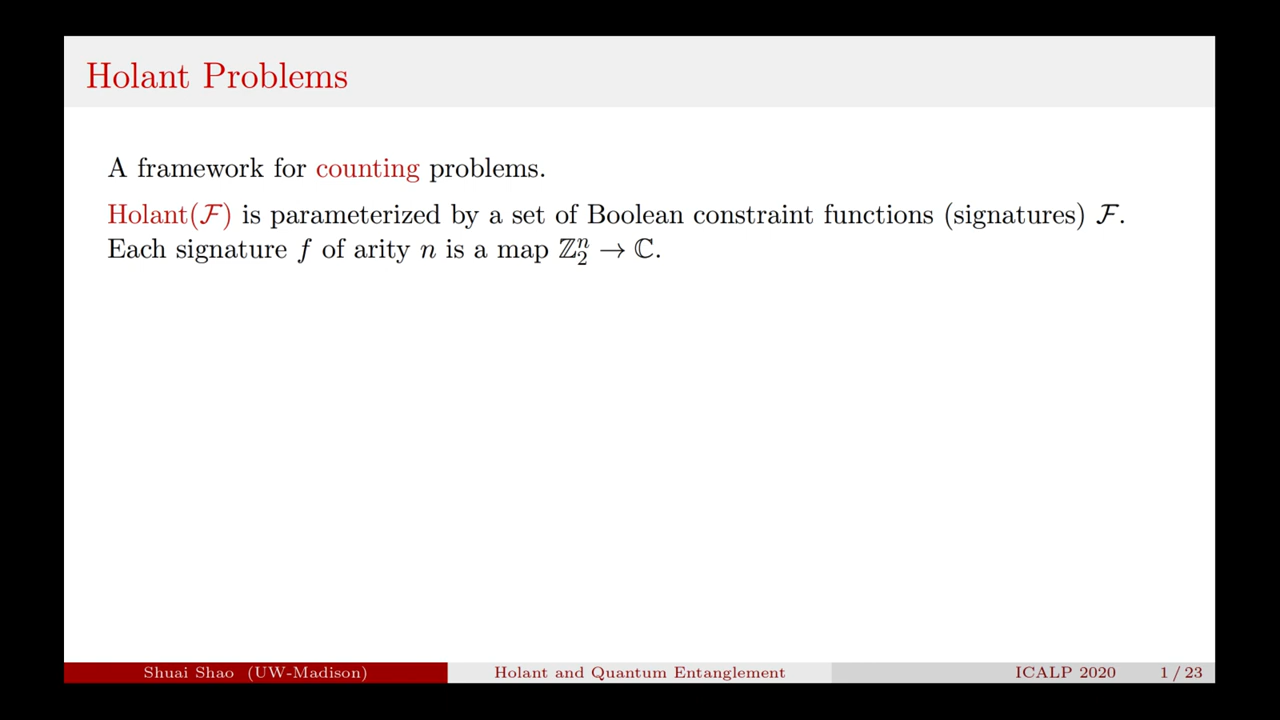 Holant Problems
A framework for counting problems.
Holant(ℱ) is parameterized by a set of Boolean constraint functions (signatures) ℱ.
Each signature f of arity n is a map ℤ₂ⁿ → ℂ.
Shuai Shao (UW-Madison)
Holant and Quantum Entanglement
ICALP 2020
1 / 23